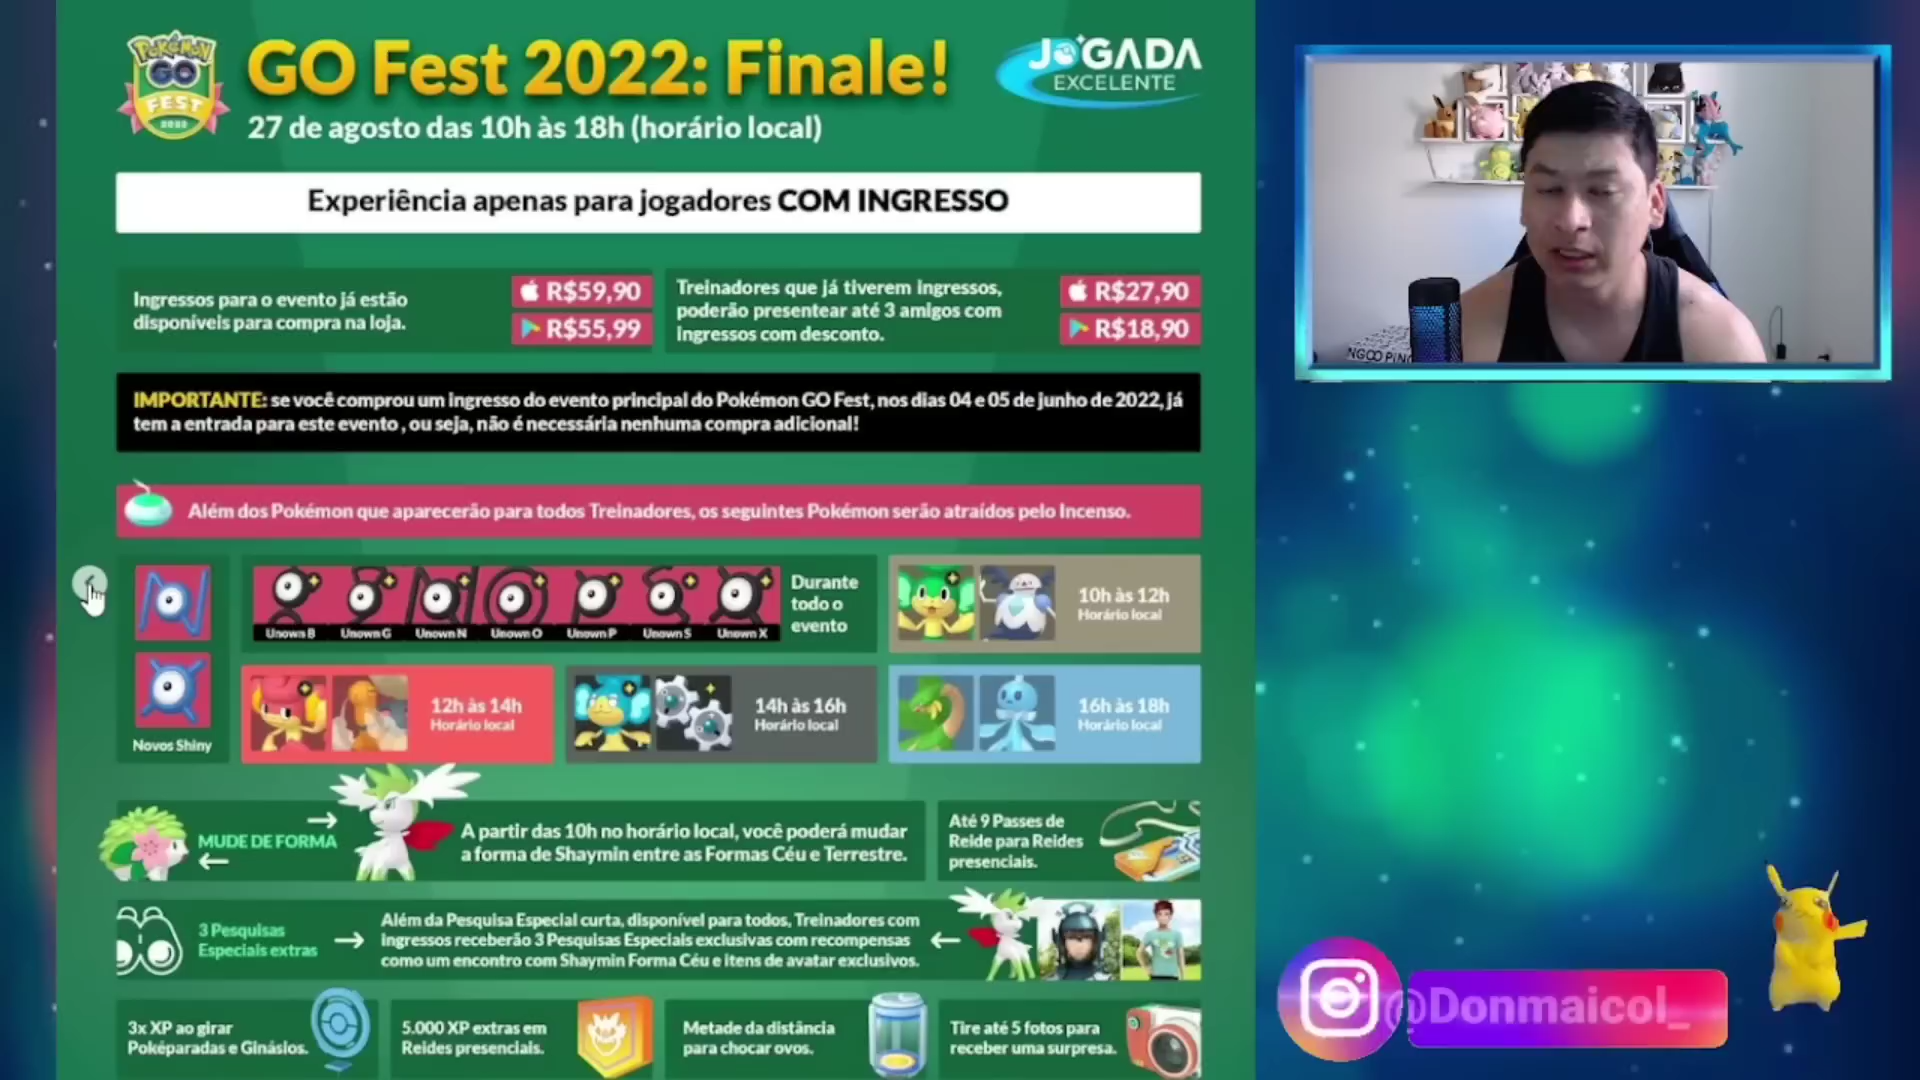 POKÉMON
GO
FEST
2022
GO Fest 2022: Finale!
27 de agosto das 10h às 18h (horário local)
JOGADA
EXCELENTE
Experiência apenas para jogadores COM INGRESSO
Ingressos para o evento já estão
disponíveis para compra na loja.
R$59,90
R$55,99
Treinadores que já tiverem ingressos,
poderão presentear até 3 amigos com
ingressos com desconto.
R$27,90
R$18,90
IMPORTANTE: se você comprou um ingresso do evento principal do Pokémon GO Fest, nos dias 04 e 05 de junho de 2022, já
tem a entrada para este evento , ou seja, não é necessária nenhuma compra adicional!
Além dos Pokémon que aparecerão para todos Treinadores, os seguintes Pokémon serão atraídos pelo Incenso.
Novos Shiny
Unown B
Unown G
Unown N
Unown O
Unown P
Unown S
Unown X
Durante
todo o
evento
10h às 12h
Horário local
12h às 14h
Horário local
14h às 16h
Horário local
16h às 18h
Horário local
MUDE DE FORMA
A partir das 10h no horário local, você poderá mudar
a forma de Shaymin entre as Formas Céu e Terrestre.
Até 9 Passes de
Reide para Reides
presenciais.
3 Pesquisas
Especiais extras
Além da Pesquisa Especial curta, disponível para todos, Treinadores com
ingressos receberão 3 Pesquisas Especiais exclusivas com recompensas
como um encontro com Shaymin Forma Céu e itens de avatar exclusivos.
3x XP ao girar
Poképaradas e Ginásios.
5.000 XP extras em
Reides presenciais.
Metade da distância
para chocar ovos.
Tire até 5 fotos para
receber uma surpresa.
@Donmaicol_